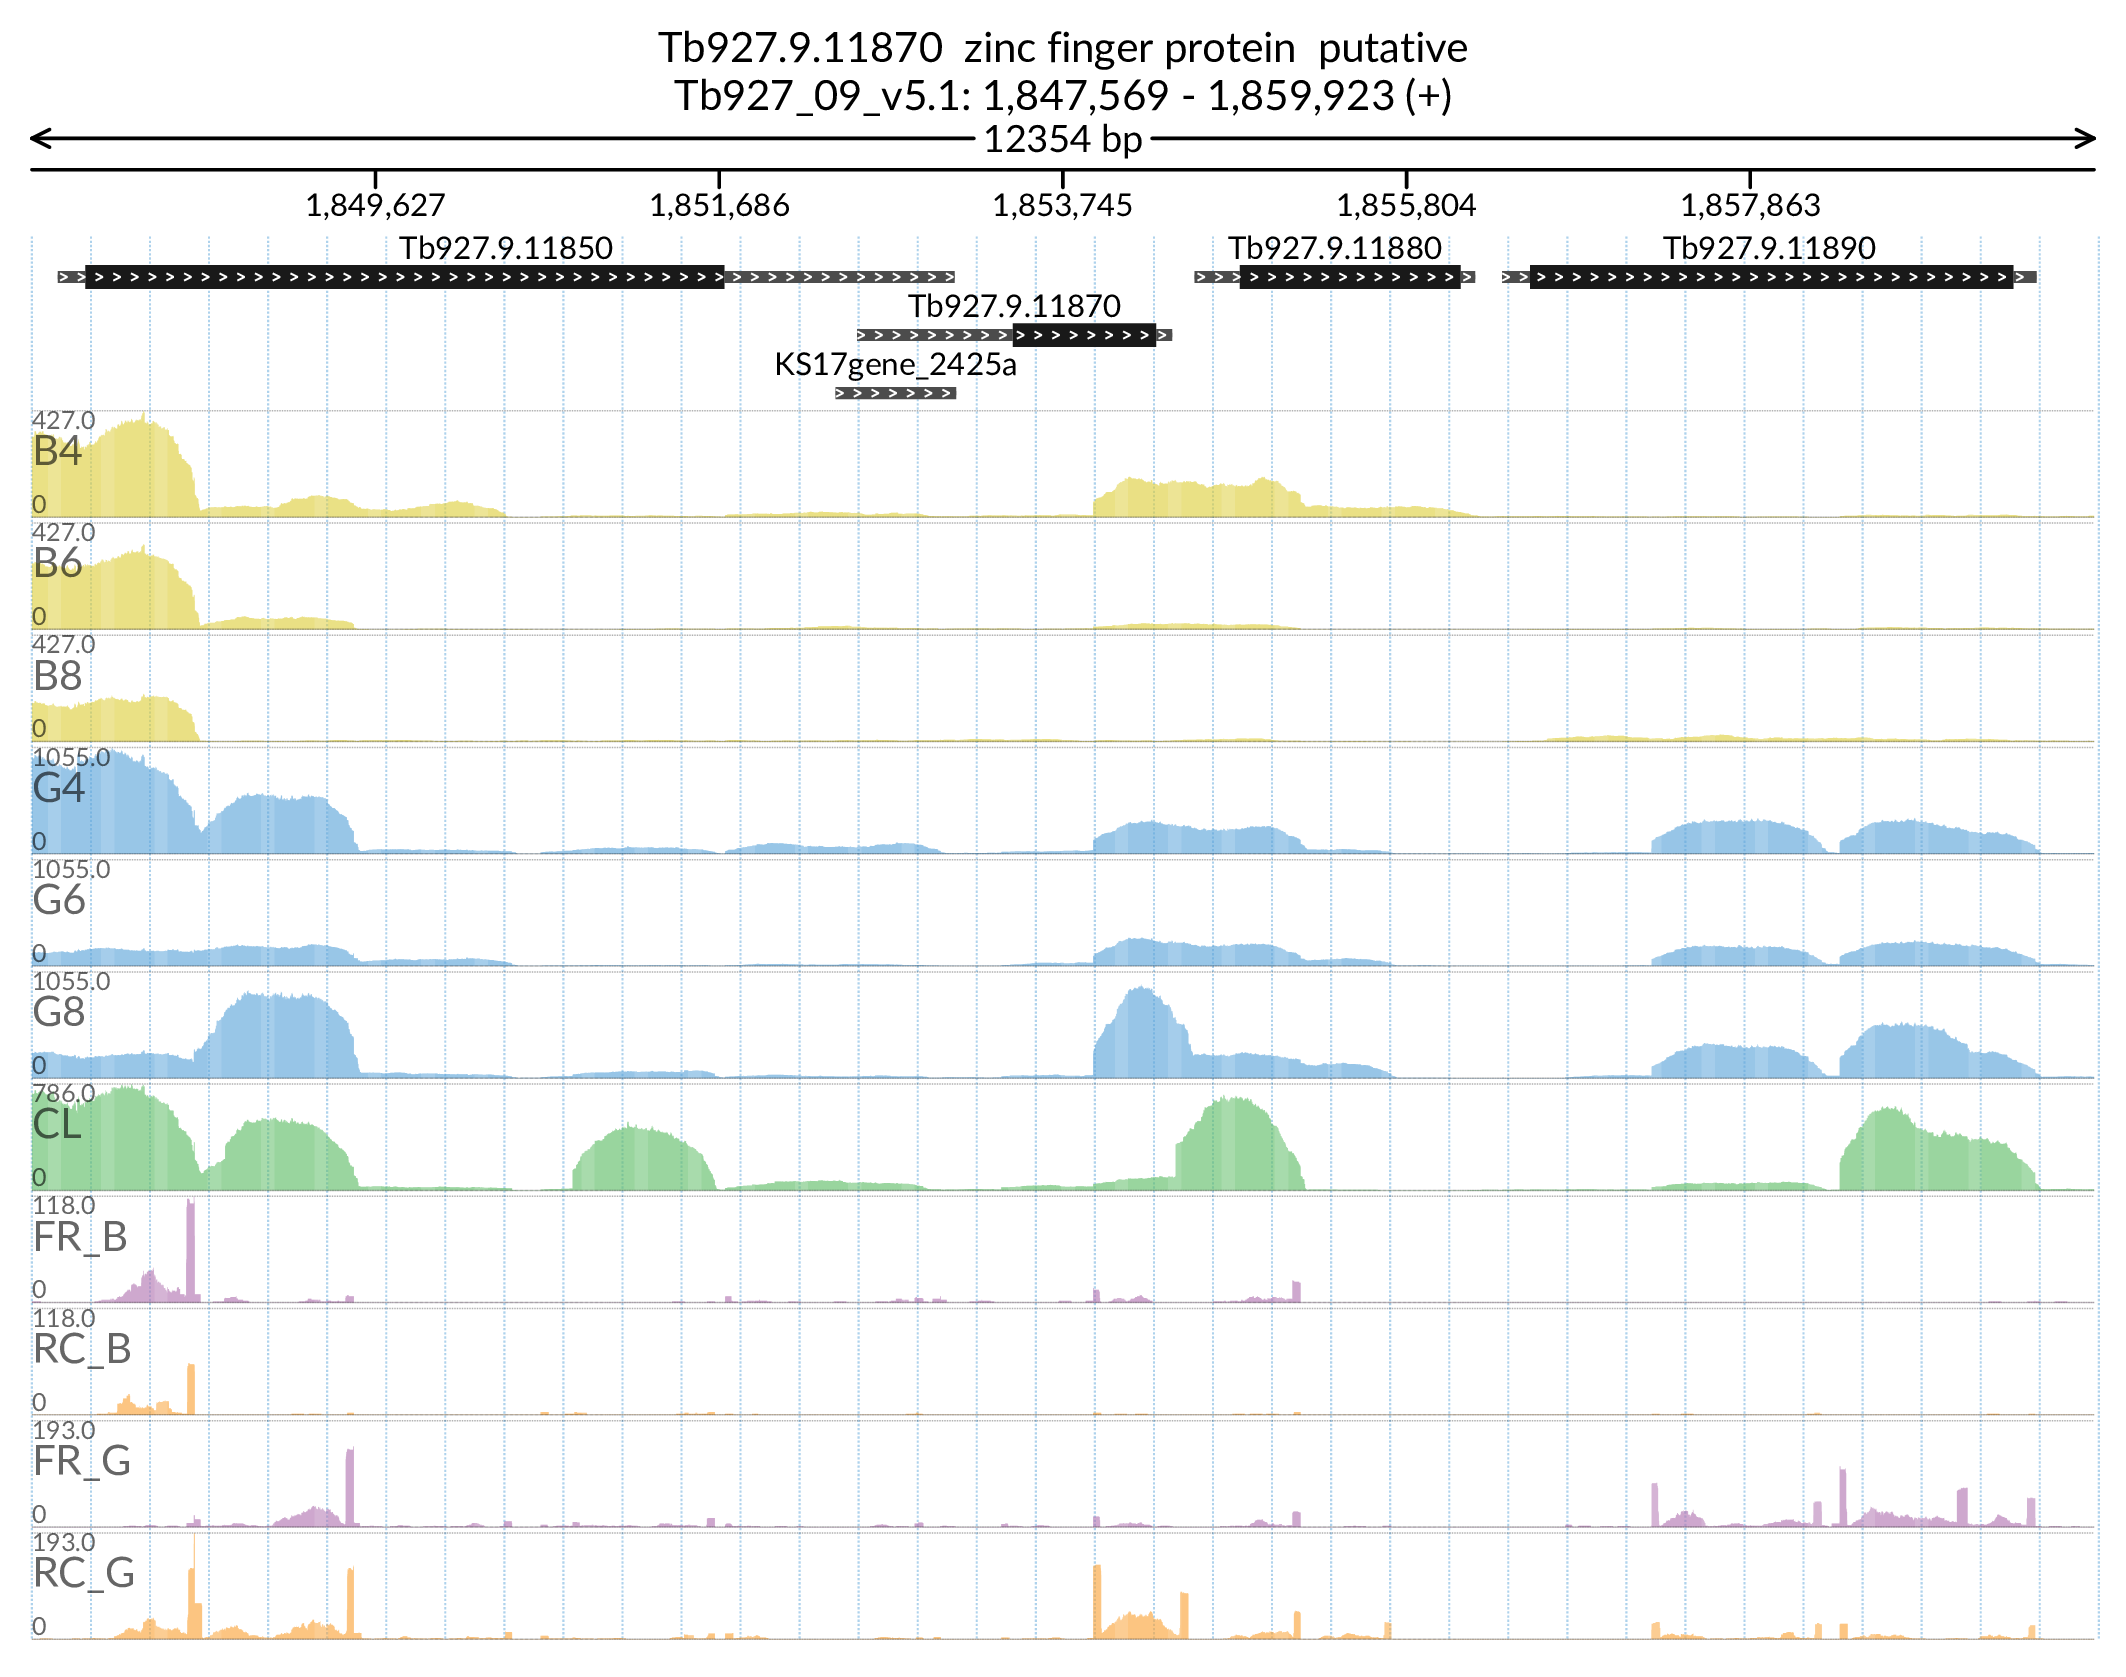 Tb927.9.11870  zinc finger protein  putative
Tb927_09_v5.1: 1,847,569 - 1,859,923 (+)
12354 bp
1,849,627 1,851,686 1,853,745 1,855,804 1,857,863
Tb927.9.11850 Tb927.9.11880 Tb927.9.11890
Tb927.9.11870
KS17gene_2425a
427.0
B4
0
427.0
B6
0
427.0
B8
0
1055.0
G4
0
1055.0
G6
0
1055.0
G8
0
786.0
CL
0
118.0
FR_B
0
118.0
RC_B
0
193.0
FR_G
0
193.0
RC_G
0